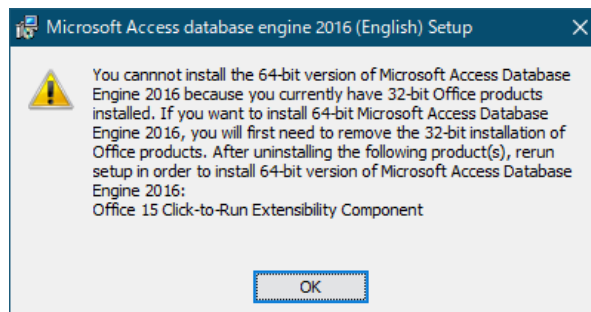 Microsoft Access database engine 2016 (English) Setup
You cannnot install the 64-bit version of Microsoft Access Database
Engine 2016 because you currently have 32-bit Office products
installed. If you want to install 64-bit Microsoft Access Database
Engine 2016, you will first need to remove the 32-bit installation of
Office products. After uninstalling the following product(s), rerun
setup in order to install 64-bit version of Microsoft Access Database
Engine 2016:
Office 15 Click-to-Run Extensibility Component
OK